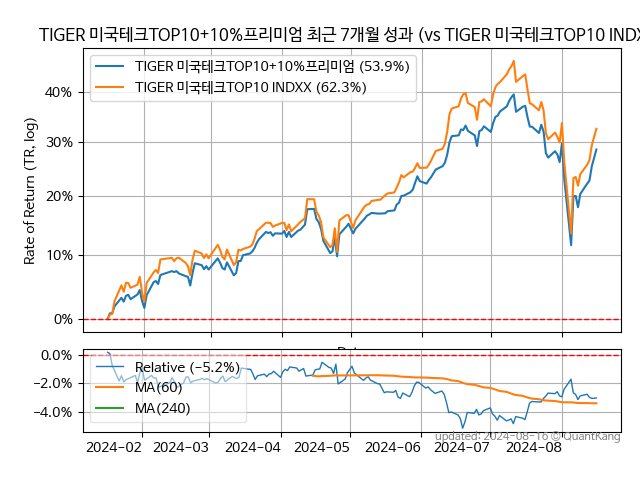 TIGER 미국테크TOP10+10%프리미엄 최근 7개월 성과 (vs TIGER 미국테크TOP10 INDX
TIGER 미국테크TOP10+10%프리미엄 (53.9%)
TIGER 미국테크TOP10 INDXX (62.3%)
Rate of Return (TR, log)
40%
30%
20%
10%
0%
0.0%
−2.0%
−4.0%
Relative (−5.2%)
MA(60)
MA(240)
2024-02
2024-03
2024-04
2024-05
2024-06
2024-07
2024-08
updated: 2024-08-16 © QuantKang